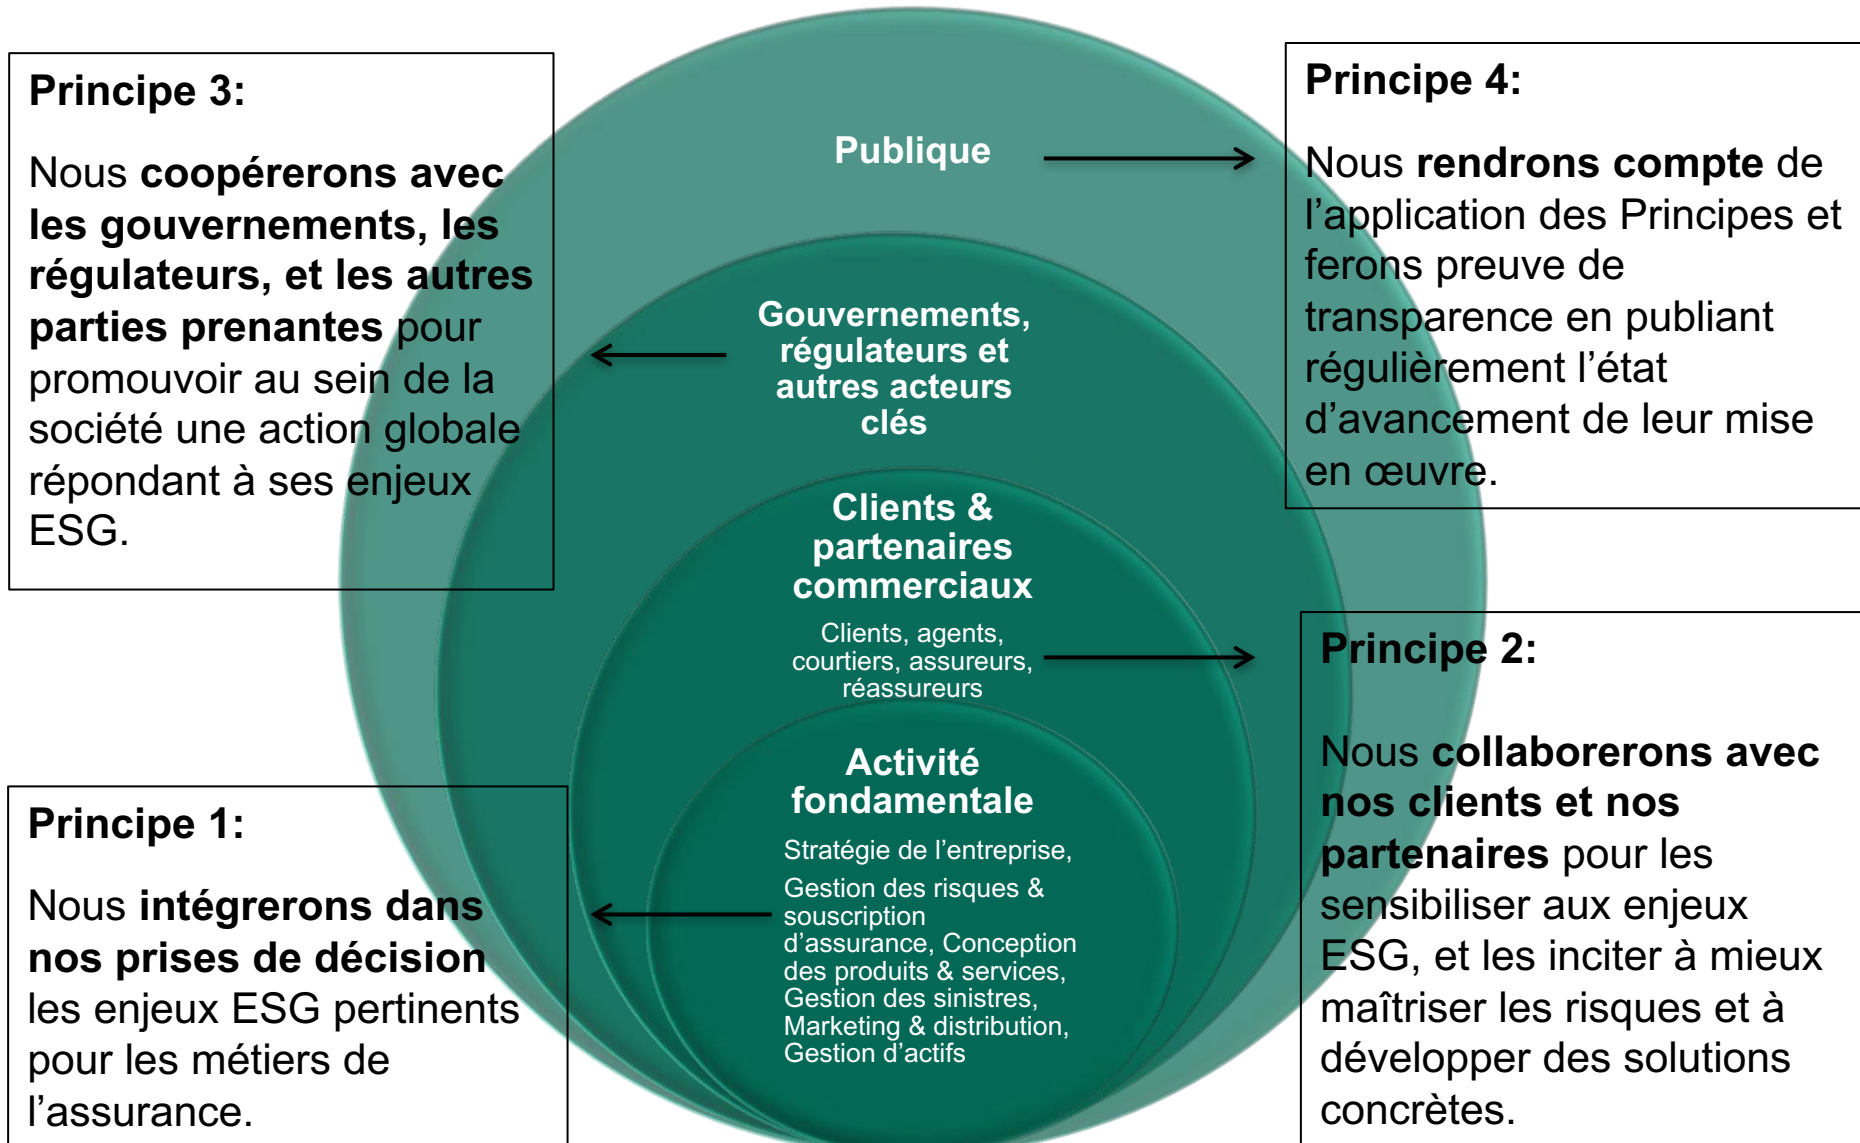 Principe 3:
Nous coopérerons avec
les gouvernements, les
régulateurs, et les autres
parties prenantes pour
promouvoir au sein de la
société une action globale
répondant à ses enjeux
ESG.
Publique
Principe 4:
Nous rendrons compte de
l’application des Principes et
ferons preuve de
transparence en publiant
régulièrement l’état
d’avancement de leur mise
en œuvre.
Gouvernements,
régulateurs et
autres acteurs
clés
Clients &
partenaires
commerciaux
Clients, agents,
courtiers, assureurs,
réassureurs
Principe 2:
Nous collaborerons avec
nos clients et nos
partenaires pour les
sensibiliser aux enjeux
ESG, et les inciter à mieux
maîtriser les risques et à
développer des solutions
concrètes.
Activité
fondamentale
Stratégie de l’entreprise,
Gestion des risques &
souscription
d’assurance, Conception
des produits & services,
Gestion des sinistres,
Marketing & distribution,
Gestion d’actifs
Principe 1:
Nous intégrerons dans
nos prises de décision
les enjeux ESG pertinents
pour les métiers de
l’assurance.